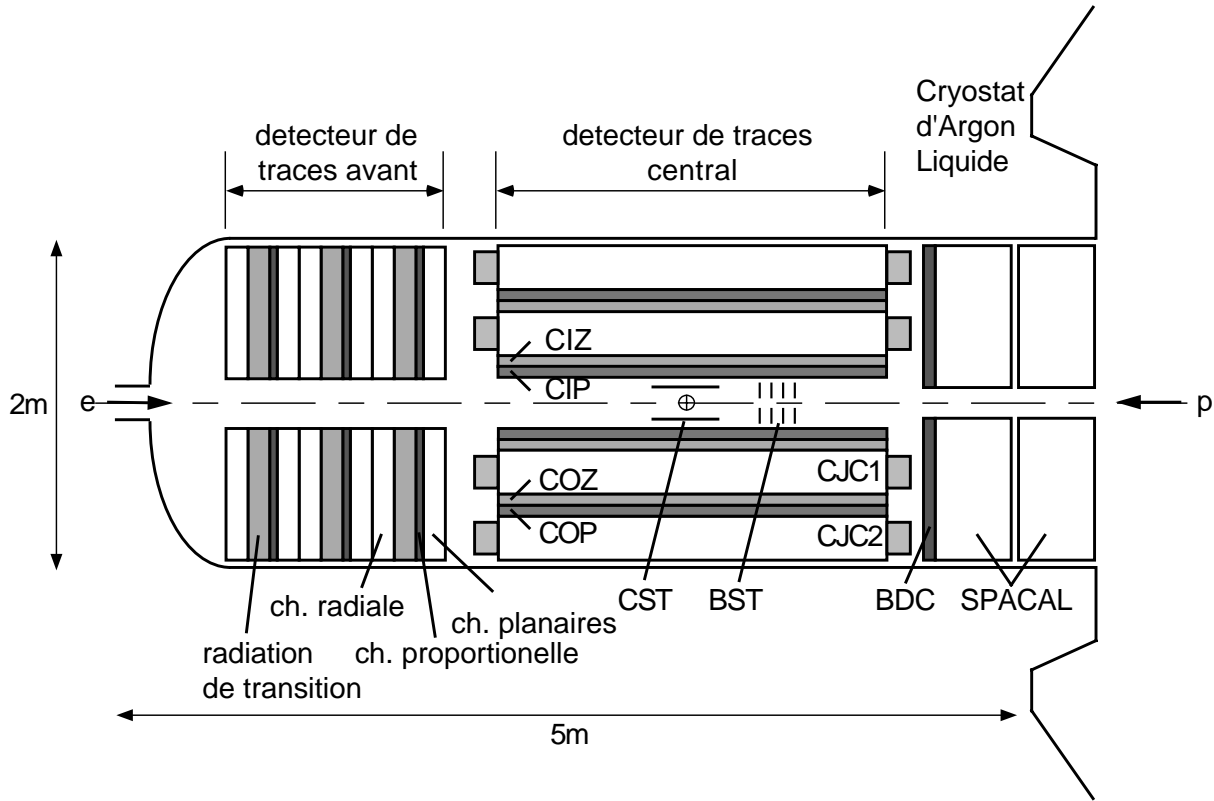 Cryostat
d'Argon
Liquide
detecteur de
traces avant
detecteur de traces
central
CIZ
CIP
2m
e
p
COZ
COP
CJC1
CJC2
CST
BST
BDC
SPACAL
ch. radiale
ch. planaires
radiation
de transition
ch. proportionelle
5m